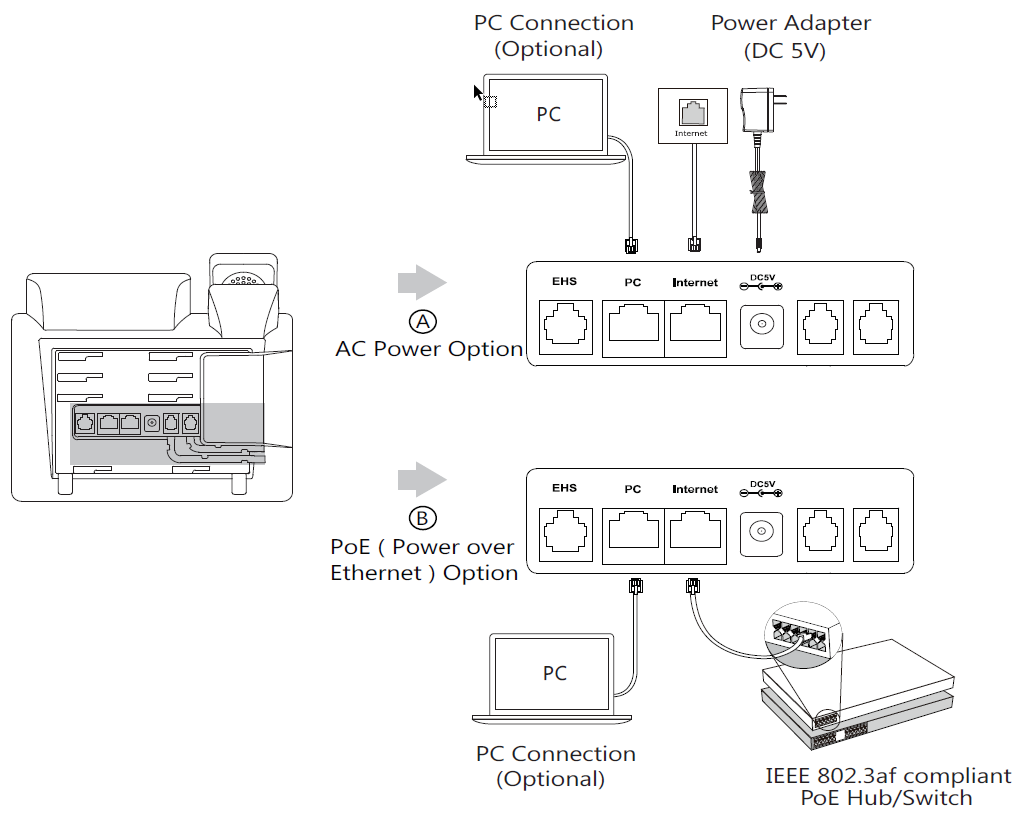 PC Connection
(Optional)
Power Adapter
(DC 5V)
PC
Internet
EHS
PC
Internet
DC5V
A
AC Power Option
EHS
PC
Internet
DC5V
B
PoE ( Power over
Ethernet ) Option
PC
PC Connection
(Optional)
IEEE 802.3af compliant
PoE Hub/Switch